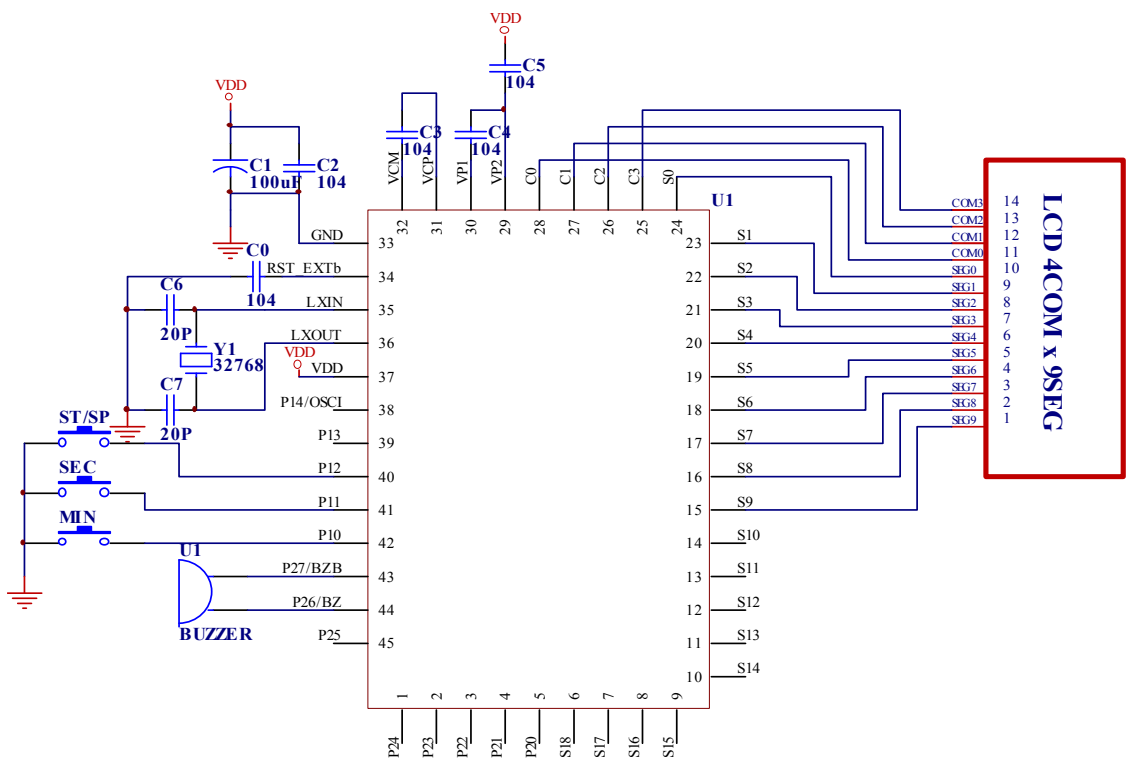 VDD
C5
104
VDD
C1
100uF
C2
104
C3
104
C4
104
VCM
VCP
VP1
VP2
C0
C1
C2
C3
S0
U1
32
31
30
29
28
27
26
25
24
GND
33
C0
104
RST_EXTb
34
C6
20P
LXIN
35
LXOUT
36
Y1
32768
VDD
VDD
37
C7
20P
P14/OSCI
38
P13
39
ST/SP
P12
40
SEC
P11
41
MIN
P10
42
U1
BUZZER
P27/BZB
43
P26/BZ
44
P25
45
23
S1
22
S2
21
S3
20
S4
19
S5
18
S6
17
S7
16
S8
15
S9
14
S10
13
S11
12
S12
11
S13
10
S14
1
2
3
4
5
6
7
8
9
P24
P23
P22
P21
P20
S18
S17
S16
S15
COM3 14
COM2 13
COM1 12
COM0 11
SEG0 10
SEG1 9
SEG2 8
SEG3 7
SEG4 6
SEG5 5
SEG6 4
SEG7 3
SEG8 2
SEG9 1
LCD 4COM x 9SEG